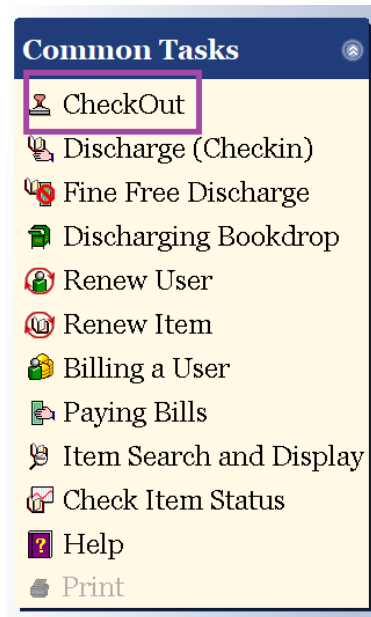 Common Tasks
CheckOut
Discharge (Checkin)
Fine Free Discharge
Discharging Bookdrop
Renew User
Renew Item
Billing a User
Paying Bills
Item Search and Display
Check Item Status
? Help
Print